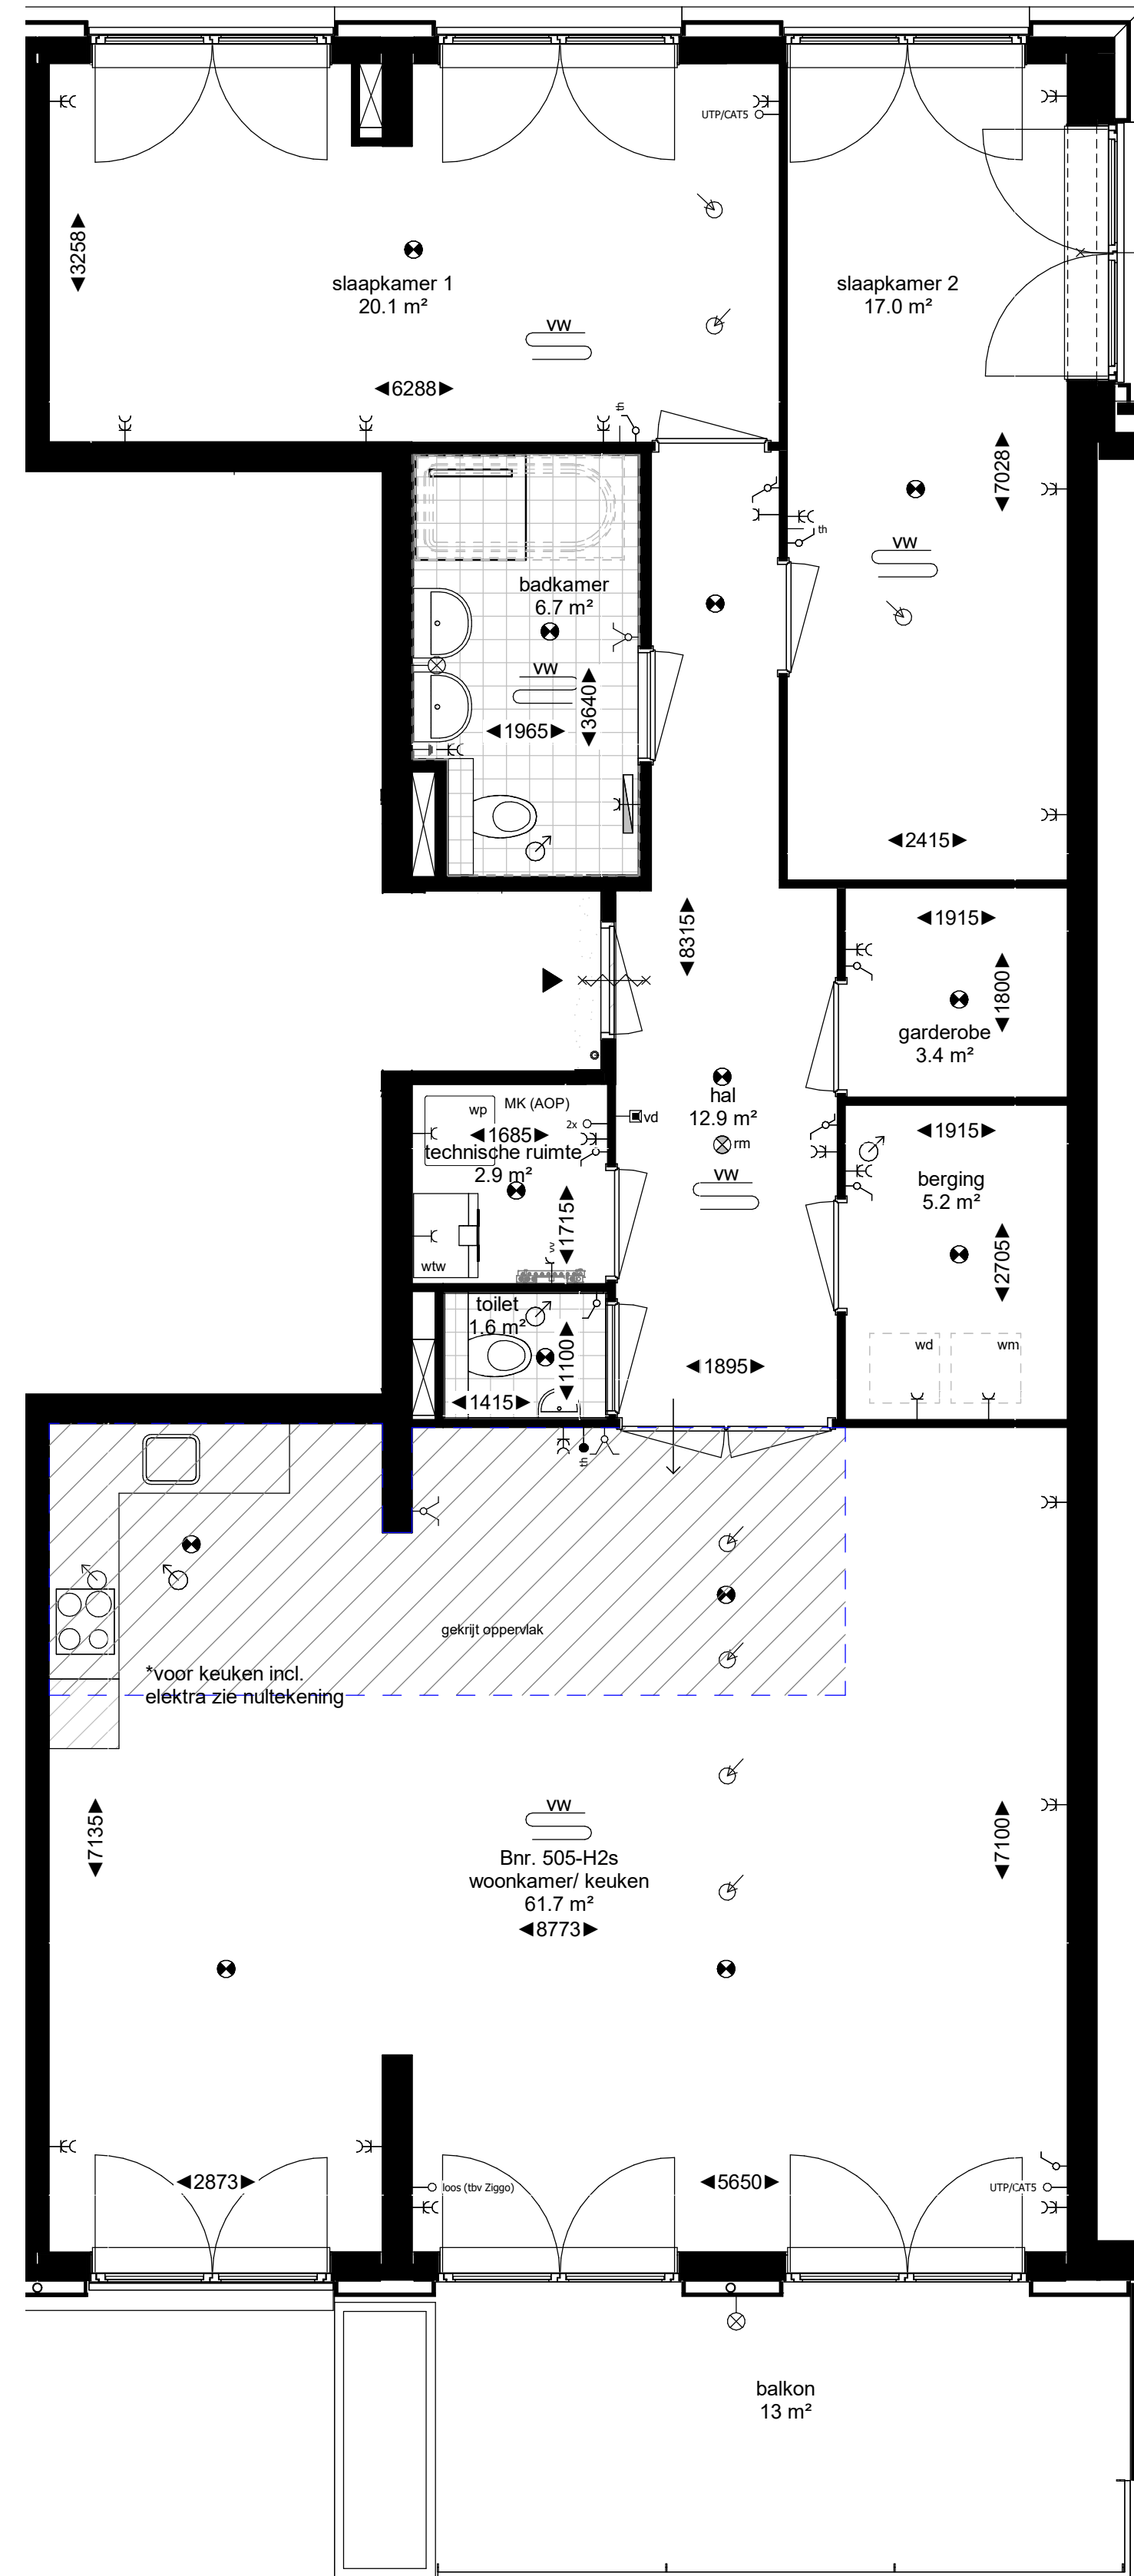 UTP/CAT5
3258
slaapkamer 1
20.1 m²
slaapkamer 2
17.0 m²
VW
6288
th
7028
th
VW
badkamer
6.7 m²
VW
3640
1965
2415
8315
1915
1800
garderobe
3.4 m²
hal
12.9 m²
rm
VW
wp
MK (AOP)
2x
vd
1685
technische ruimte
2.9 m²
1715
wtw
1915
berging
5.2 m²
2705
wd
wm
toilet
1.6 m²
1100
1415
1895
th
gekrijt oppervlak
*voor keuken incl.
elektra zie nultekening
7135
VW
7100
Bnr. 505-H2s
woonkamer/ keuken
61.7 m²
8773
2873
loos (tbv Ziggo)
5650
UTP/CAT5
balkon
13 m²